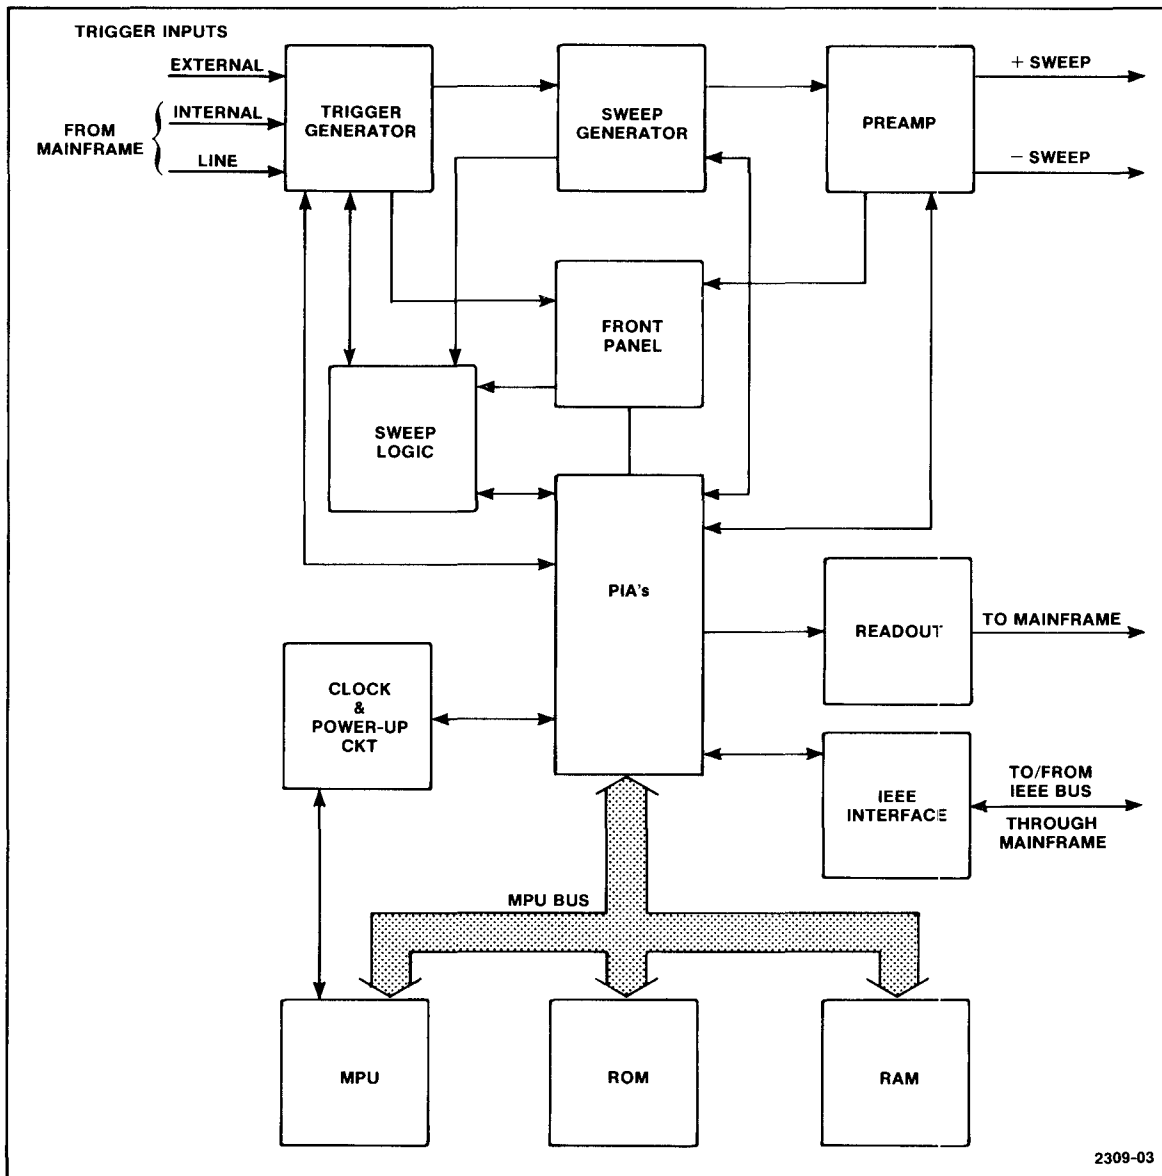 TRIGGER INPUTS
EXTERNAL
INTERNAL
FROM
MAINFRAME
LINE
TRIGGER
GENERATOR
SWEEP
GENERATOR
PREAMP
+ SWEEP
− SWEEP
FRONT
PANEL
SWEEP
LOGIC
PIA's
READOUT
TO MAINFRAME
CLOCK
&
POWER-UP
CKT
IEEE
INTERFACE
TO/FROM
IEEE BUS
THROUGH
MAINFRAME
MPU BUS
MPU
ROM
RAM
2309-03